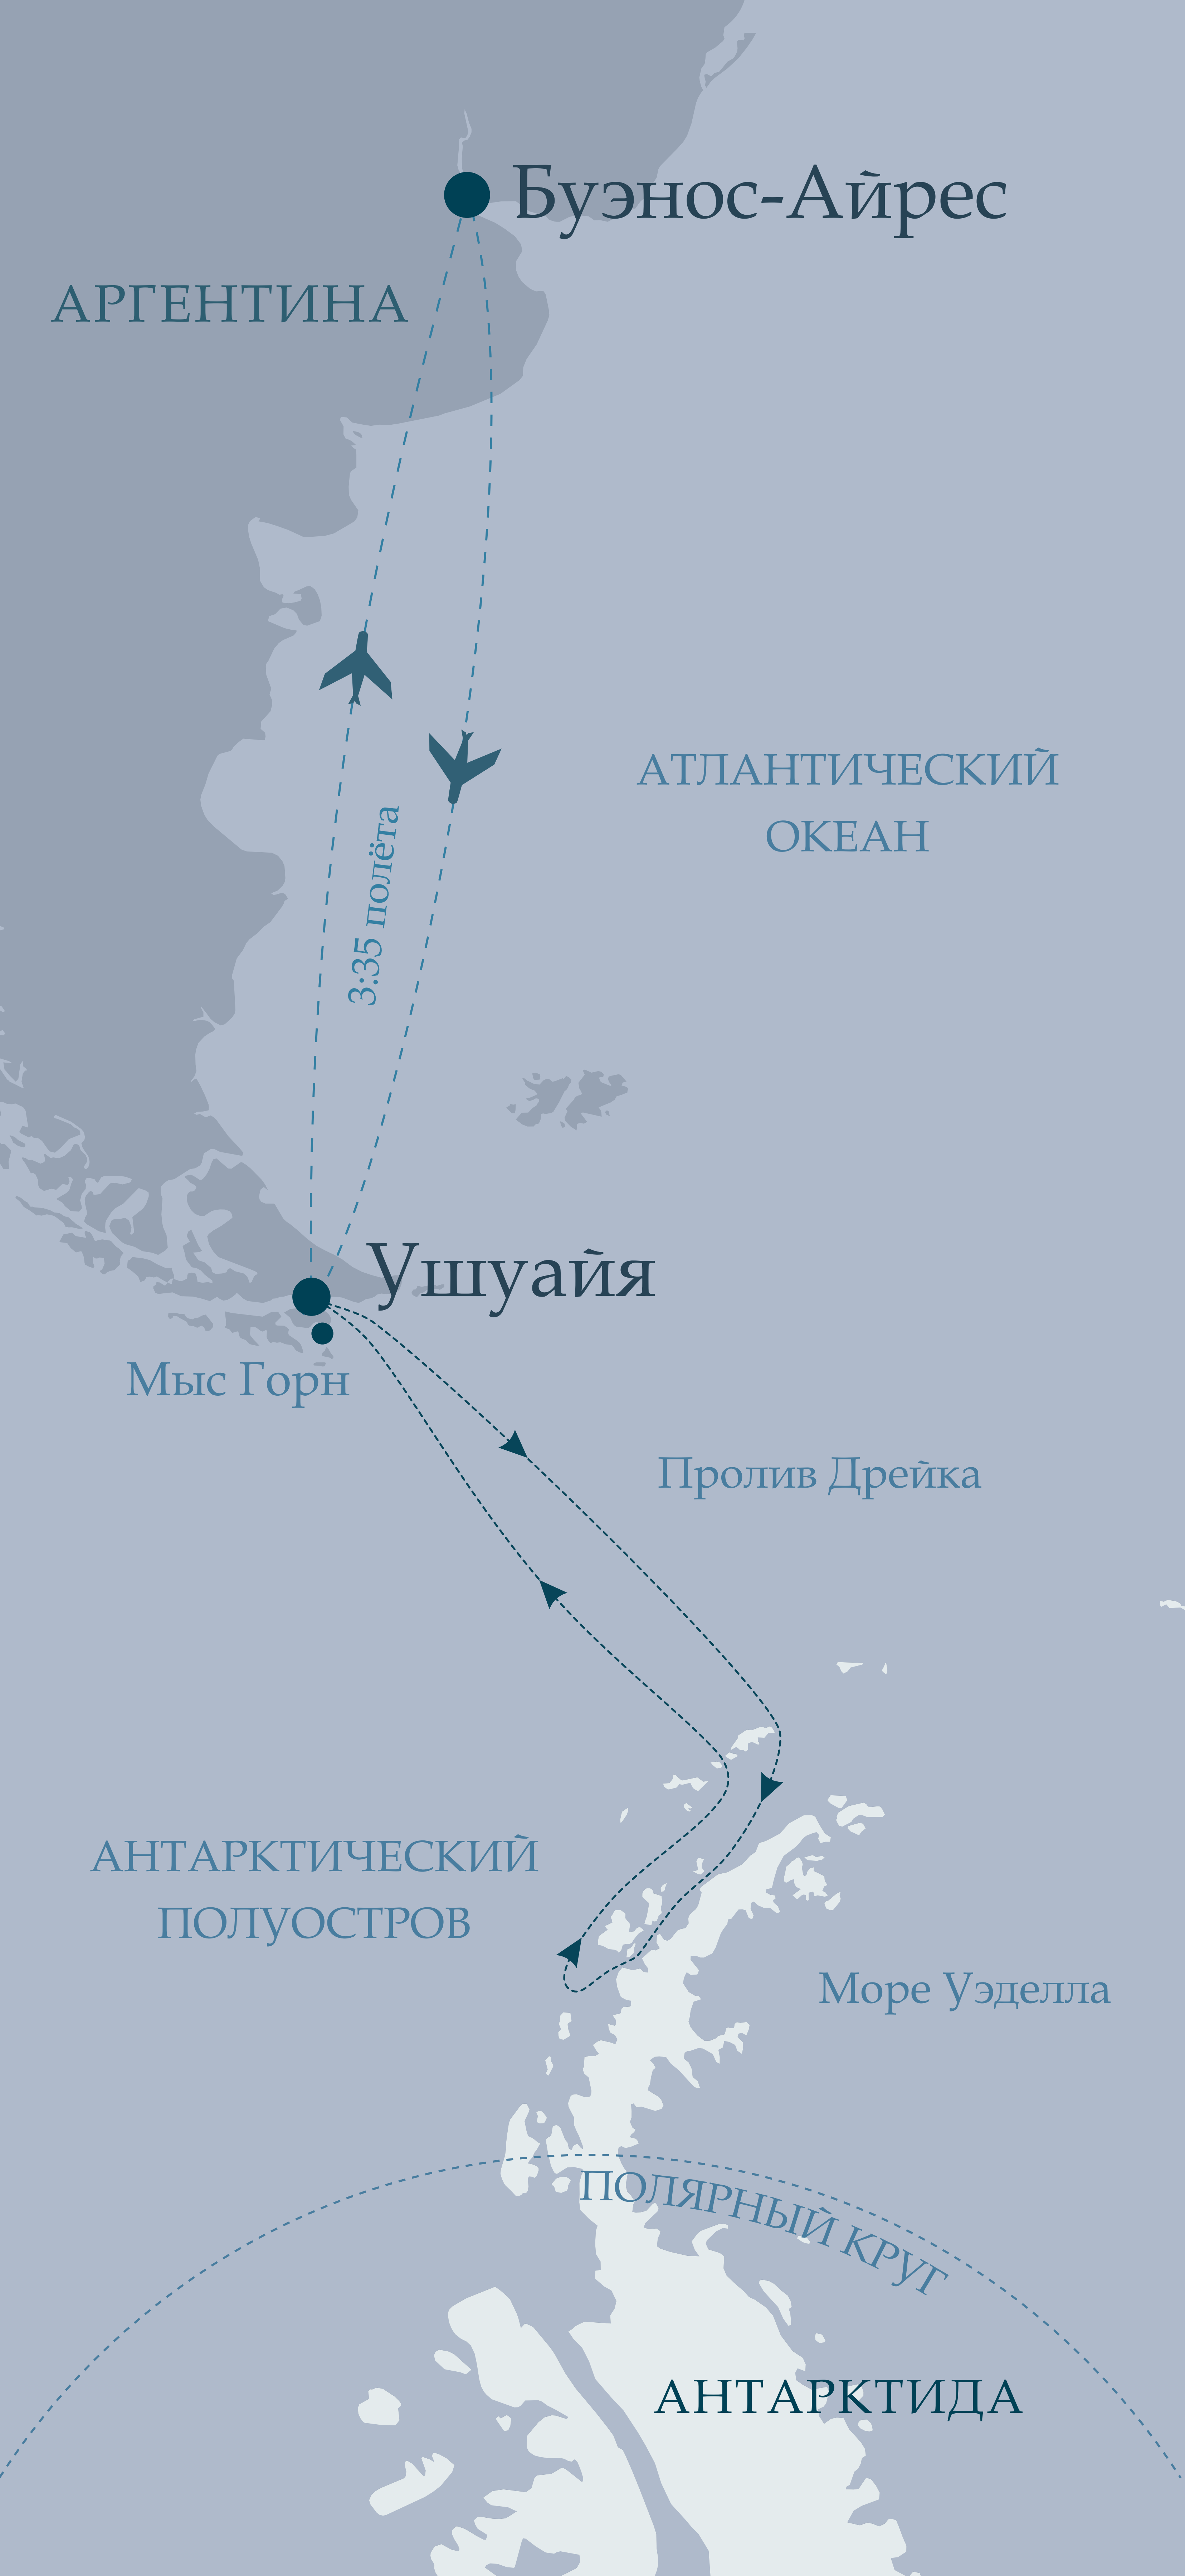 Буэнос-Айрес
АРГЕНТИНА
АТЛАНТИЧЕСКИЙ
ОКЕАН
3:35 полёта
Ушуайя
Мыс Горн
Пролив Дрейка
АНТАРКТИЧЕСКИЙ
ПОЛУОСТРОВ
Море Уэделла
ПОЛЯРНЫЙ КРУГ
АНТАРКТИДА